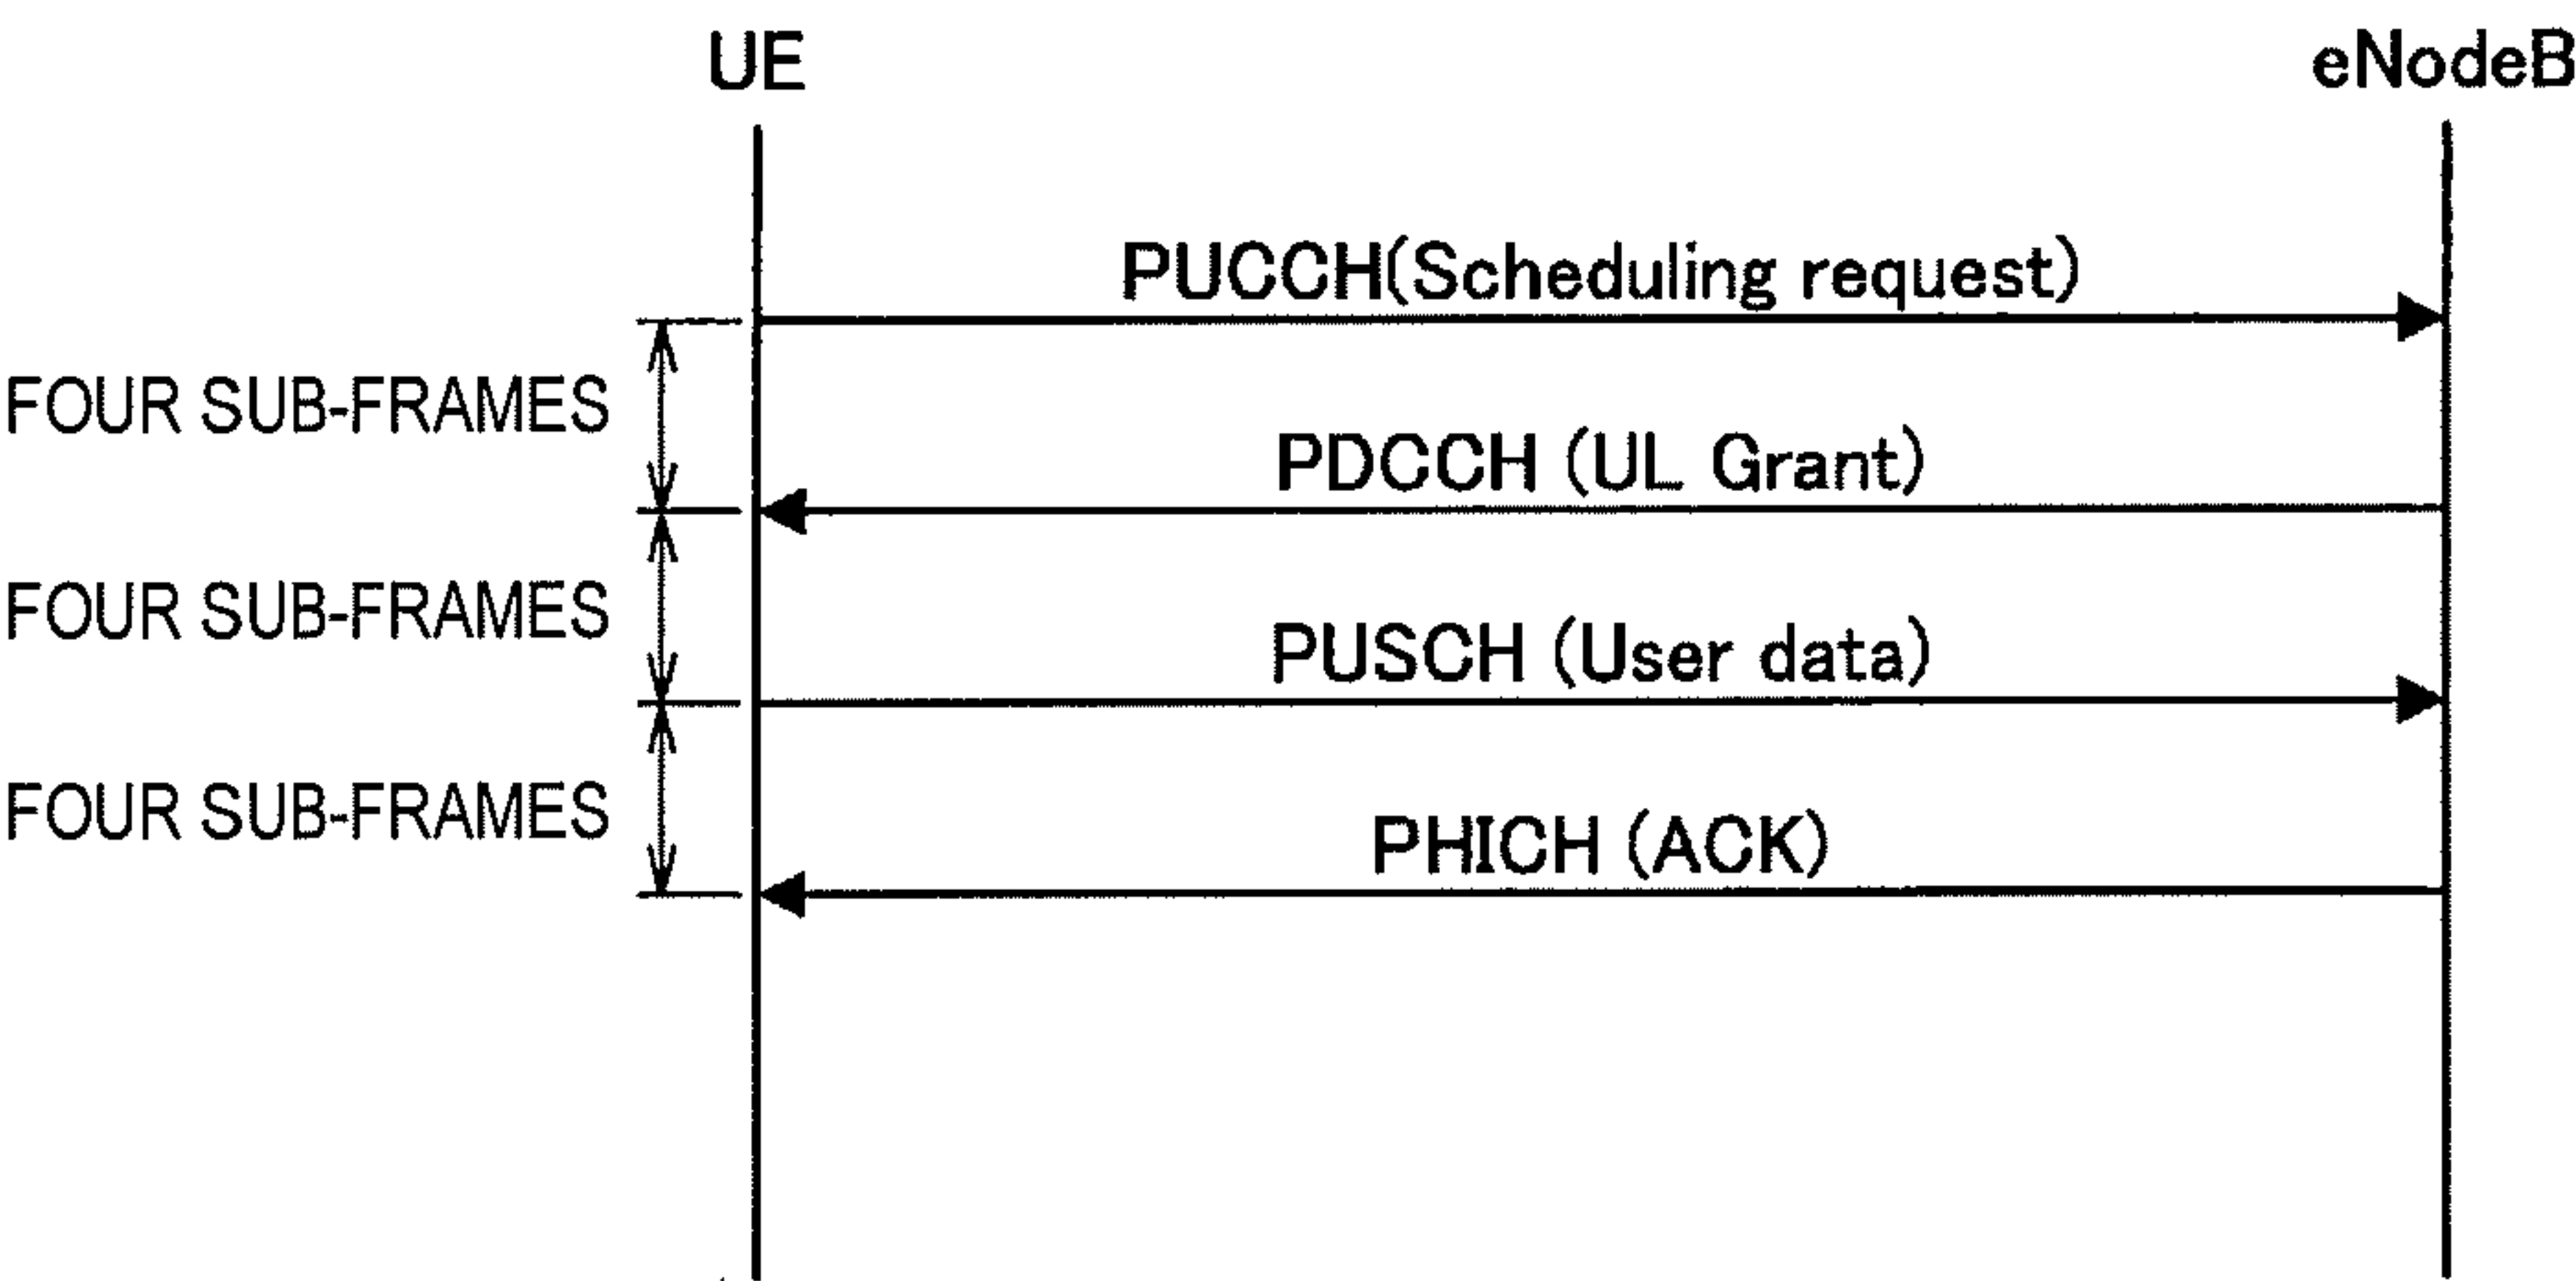 UE eNodeB
PUCCH(Scheduling request)
FOUR SUB-FRAMES
PDCCH (UL Grant)
FOUR SUB-FRAMES
PUSCH (User data)
FOUR SUB-FRAMES
PHICH (ACK)